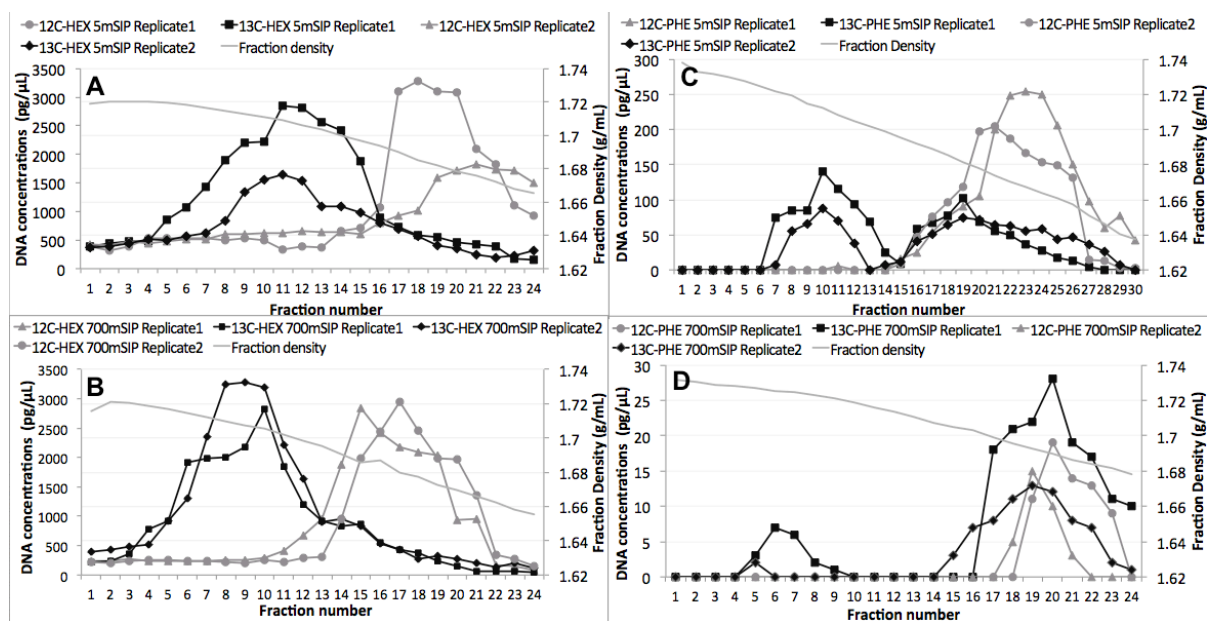 12C-HEX 5mSIP Replicate1 13C-HEX 5mSIP Replicate1 12C-HEX 5mSIP Replicate2
13C-HEX 5mSIP Replicate2 Fraction density
A
DNA concentrations (pg/µL)
3500
3000
2500
2000
1500
1000
500
0
1.74
1.72
1.7
1.68
1.66
1.64
1.62
Fraction Density (g/mL)
1 2 3 4 5 6 7 8 9 10 11 12 13 14 15 16 17 18 19 20 21 22 23 24
Fraction number
12C-HEX 700mSIP Replicate1 13C-HEX 700mSIP Replicate1 13C-HEX 700mSIP Replicate2
12C-HEX 700mSIP Replicate2 Fraction density
B
DNA concentrations (pg/µL)
3500
3000
2500
2000
1500
1000
500
0
1.74
1.72
1.7
1.68
1.66
1.64
1.62
Fraction Density (g/mL)
1 2 3 4 5 6 7 8 9 10 11 12 13 14 15 16 17 18 19 20 21 22 23 24
Fraction number
12C-PHE 5mSIP Replicate1 13C-PHE 5mSIP Replicate1 12C-PHE 5mSIP Replicate2
13C-PHE 5mSIP Replicate2 Fraction Density
C
DNA concentrations (pg/µL)
300
250
200
150
100
50
0
1.74
1.72
1.7
1.68
1.66
1.64
1.62
Fraction Density (g/mL)
1 2 3 4 5 6 7 8 9 10 11 12 13 14 15 16 17 18 19 20 21 22 23 24 25 26 27 28 29 30
Fraction number
12C-PHE 700mSIP Replicate1 13C-PHE 700mSIP Replicate1 12C-PHE 700mSIP Replicate2
13C-PHE 700mSIP Replicate2 Fraction density
D
DNA concentrations (pg/µL)
30
25
20
15
10
5
0
1.74
1.72
1.7
1.68
1.66
1.64
1.62
Fraction Density (g/mL)
1 2 3 4 5 6 7 8 9 10 11 12 13 14 15 16 17 18 19 20 21 22 23 24
Fraction number